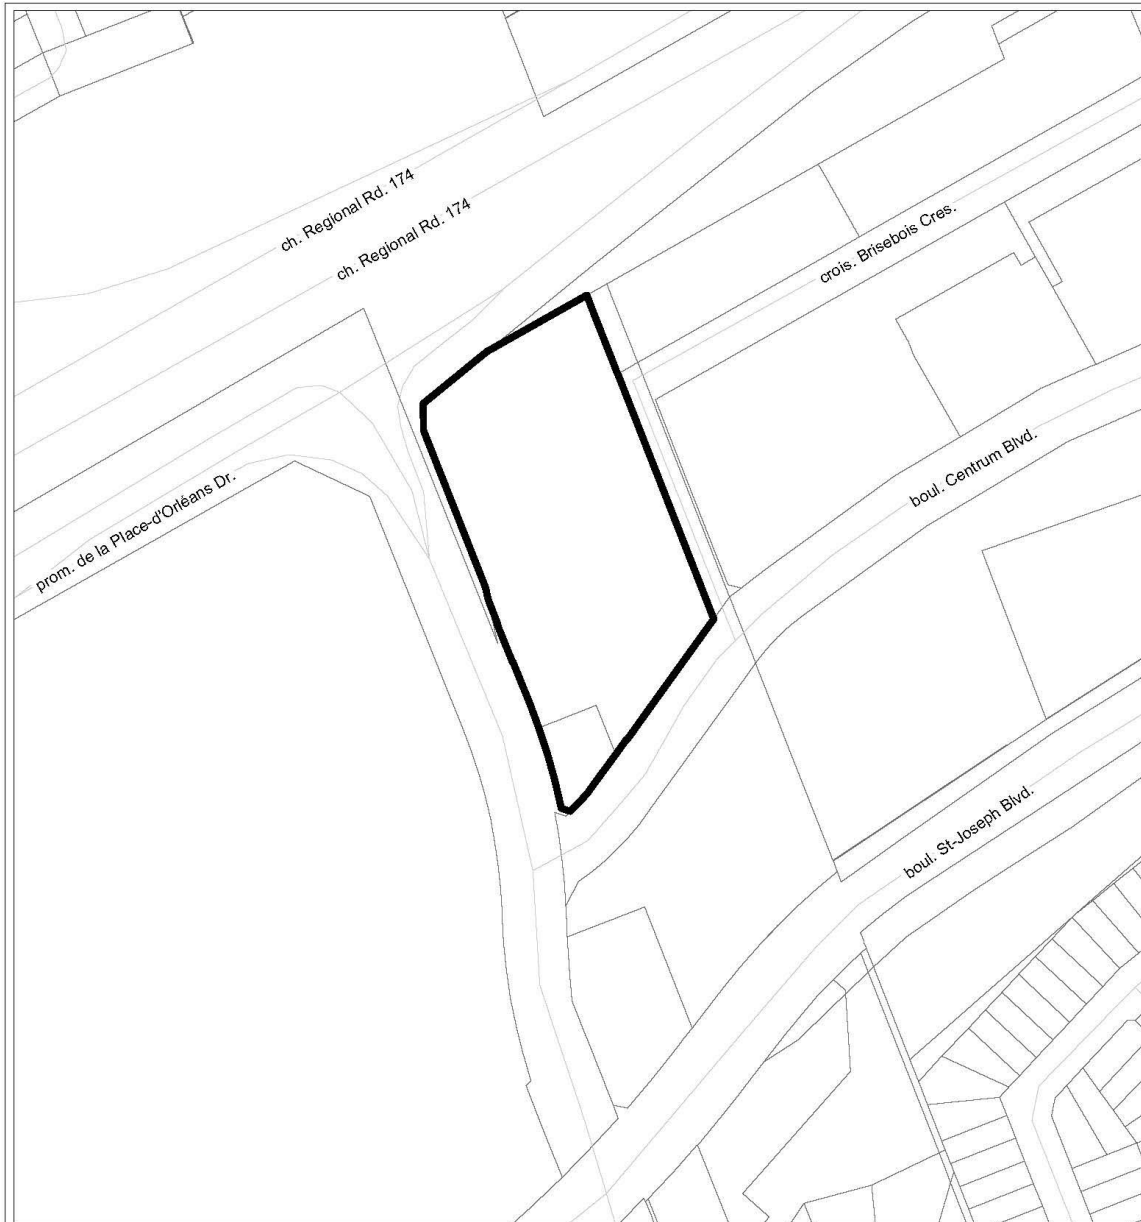 ch. Regional Rd. 174
ch. Regional Rd. 174
crois. Brisebois Cres.
boul. Centrum Blvd.
prom. de la Place-d'Orléans Dr.
boul. St-Joseph Blvd.